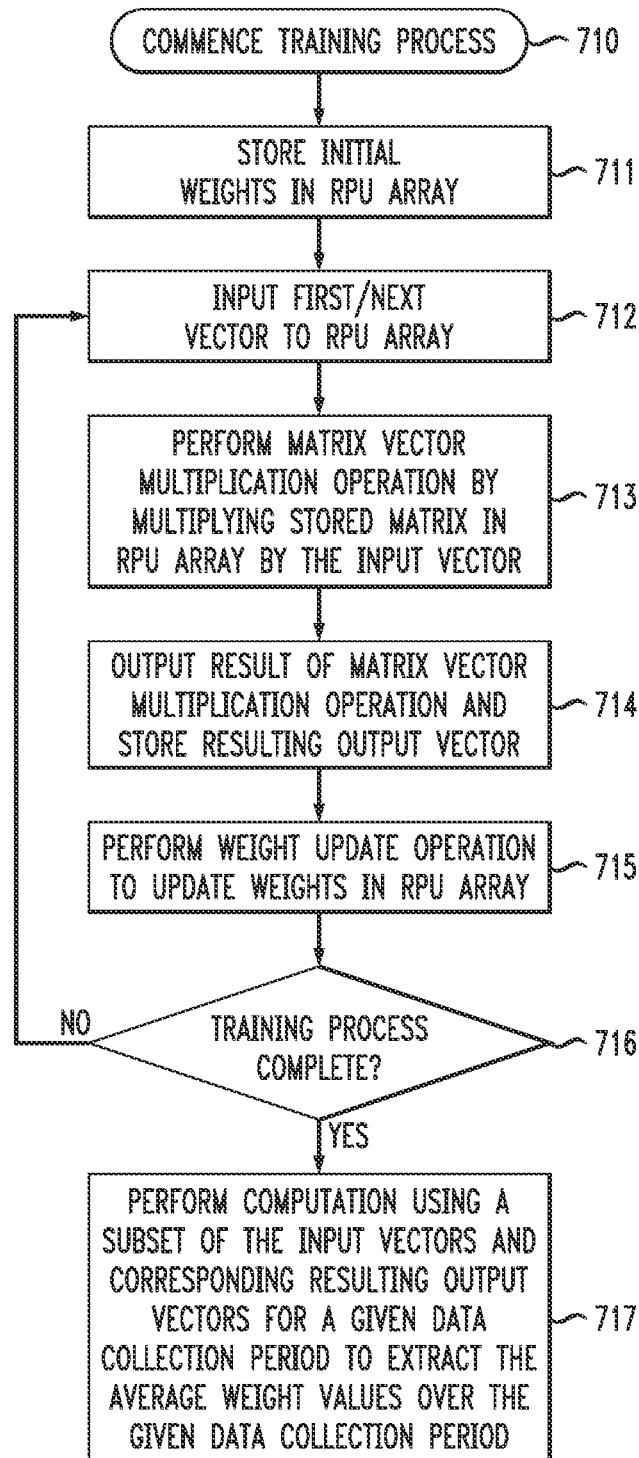 COMMENCE TRAINING PROCESS
710
STORE INITIAL
WEIGHTS IN RPU ARRAY
711
INPUT FIRST/NEXT
VECTOR TO RPU ARRAY
712
PERFORM MATRIX VECTOR
MULTIPLICATION OPERATION BY
MULTIPLYING STORED MATRIX IN
RPU ARRAY BY THE INPUT VECTOR
713
OUTPUT RESULT OF MATRIX VECTOR
MULTIPLICATION OPERATION AND
STORE RESULTING OUTPUT VECTOR
714
PERFORM WEIGHT UPDATE OPERATION
TO UPDATE WEIGHTS IN RPU ARRAY
715
NO
TRAINING PROCESS
COMPLETE?
716
YES
PERFORM COMPUTATION USING A
SUBSET OF THE INPUT VECTORS AND
CORRESPONDING RESULTING OUTPUT
VECTORS FOR A GIVEN DATA
COLLECTION PERIOD TO EXTRACT THE
AVERAGE WEIGHT VALUES OVER THE
GIVEN DATA COLLECTION PERIOD
717